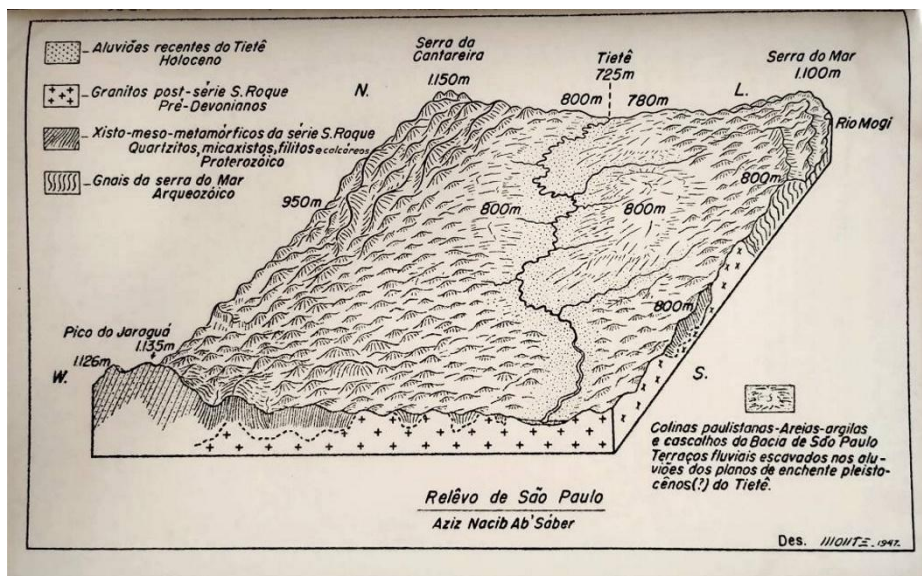 Aluviões recentes do Tietê
Holoceno
Granitos post-série S. Roque
Pré-Devonianos
Xisto-meso-metamórficos da série S. Roque
Quartzitos, micaxistos, filitos e calcáreos
Proterozóico
Gnais da serra do Mar
Arqueozóico
Serra da
Cantareira
1.150m
N.
Tietê
725m
800m
780m
Serra do Mar
1.100m
L.
Rio Mogi
950m
800m
800m
800m
800m
Pico do Jaraguá
1.135m
1.126m
W.
S.
Colinas paulistanas-Areias-argilas
e cascalhos da Bacia de São Paulo
Terraços fluviais escavados nos alu-
viões dos planos de enchente pleisto-
cênos(?) do Tietê.
Relêvo de São Paulo
Aziz Nacib Ab'Sáber
Des. MONTE.1947.